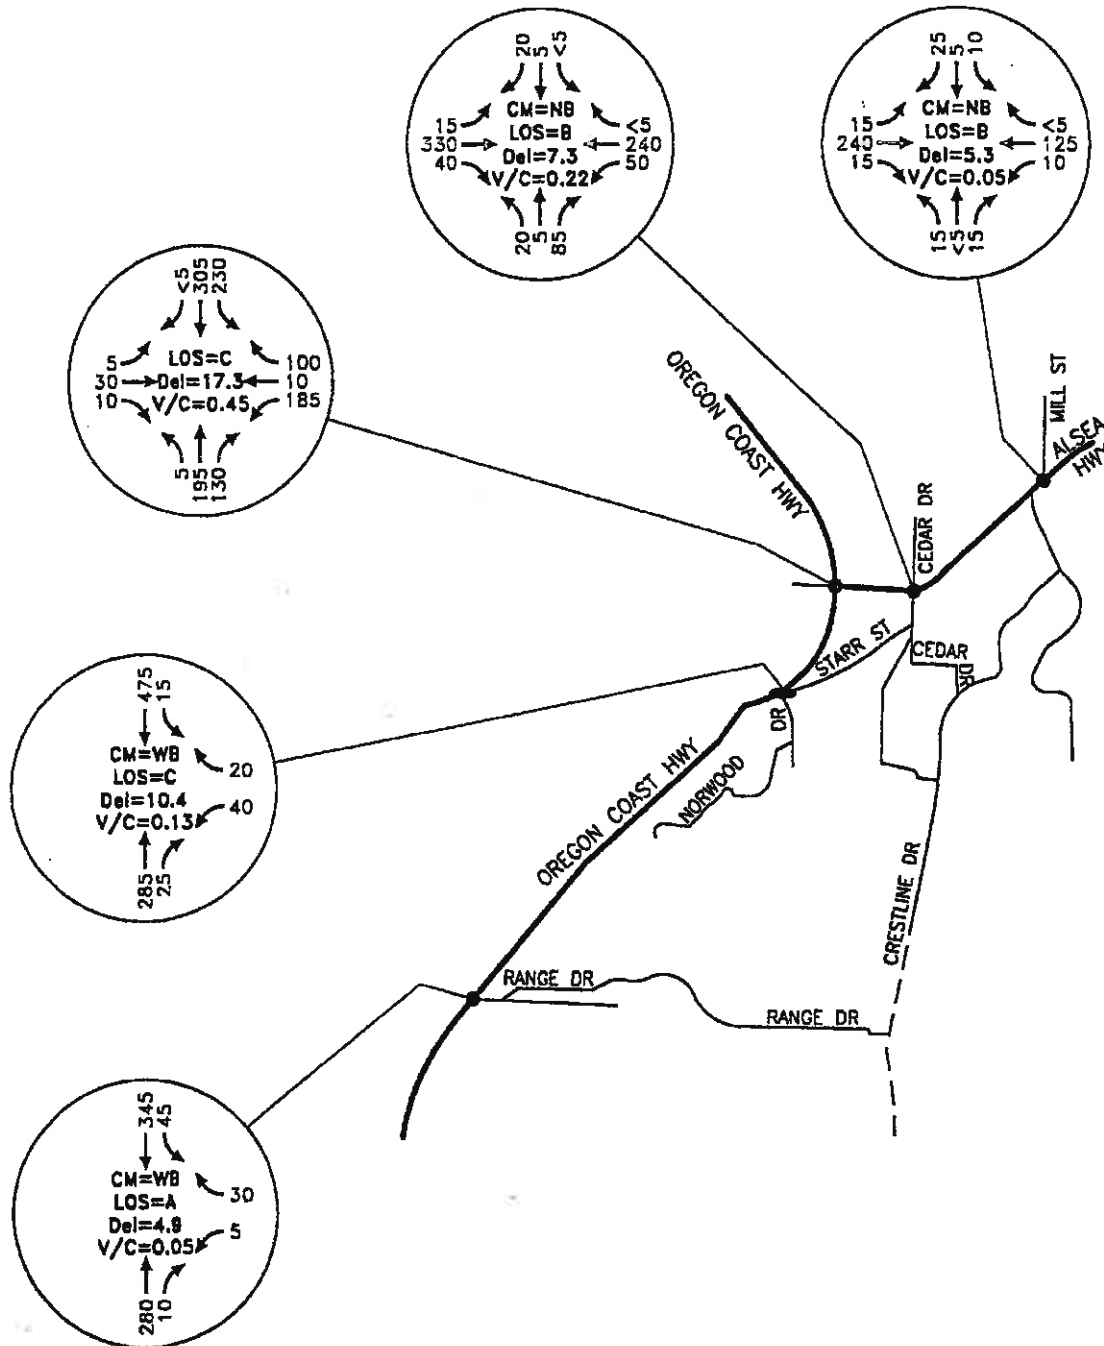 20
5
<5
CM=NB
LOS=B
Del=7.3
V/C=0.22
15
330
40
<5
240
50
20
5
85
25
5
10
CM=NB
LOS=B
Del=5.3
V/C=0.05
15
240
15
<5
125
10
15
<5
15
<5
305
230
LOS=C
Del=17.3
V/C=0.45
5
30
10
100
10
185
5
195
130
OREGON COAST HWY
MILL ST
ALSEA
HWY
CEDAR DR
STARR ST
CEDAR
DR
475
15
CM=WB
LOS=C
Del=10.4
V/C=0.13
20
40
285
25
DR
NORWOOD
OREGON COAST HWY
CRESTLINE DR
RANGE DR
RANGE DR
345
45
CM=WB
LOS=A
Del=4.9
V/C=0.05
30
5
280
10